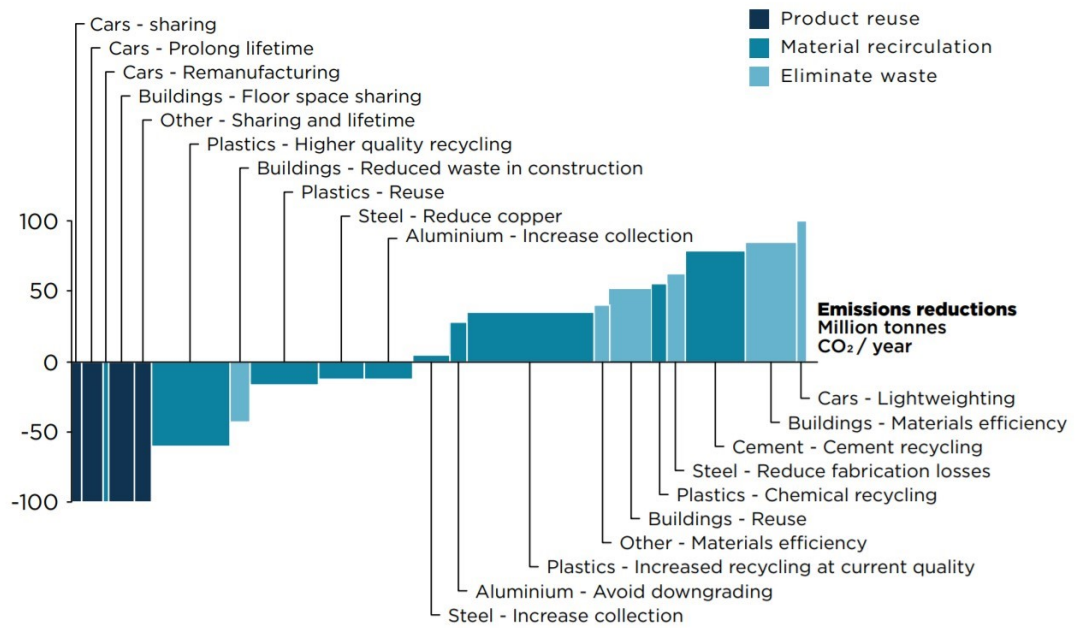 Cars - sharing
Cars - Prolong lifetime
Cars - Remanufacturing
Buildings - Floor space sharing
Other - Sharing and lifetime
Plastics - Higher quality recycling
Buildings - Reduced waste in construction
Plastics - Reuse
Steel - Reduce copper
Aluminium - Increase collection
Product reuse
Material recirculation
Eliminate waste
100
50
0
-50
-100
Emissions reductions
Million tonnes
CO₂ / year
Cars - Lightweighting
Buildings - Materials efficiency
Cement - Cement recycling
Steel - Reduce fabrication losses
Plastics - Chemical recycling
Buildings - Reuse
Other - Materials efficiency
Plastics - Increased recycling at current quality
Aluminium - Avoid downgrading
Steel - Increase collection